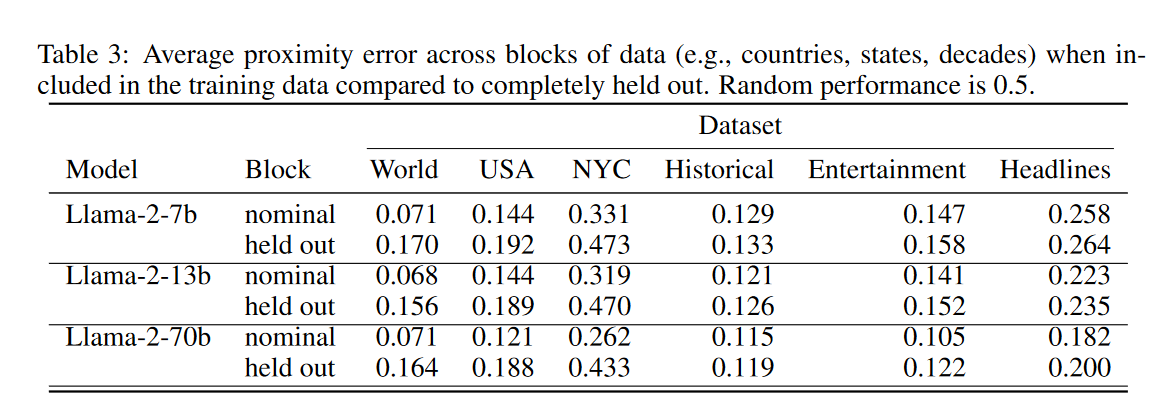 Table 3: Average proximity error across blocks of data (e.g., countries, states, decades) when in-
cluded in the training data compared to completely held out. Random performance is 0.5.
Dataset
Model Block World USA NYC Historical Entertainment Headlines
Llama-2-7b nominal 0.071 0.144 0.331 0.129 0.147 0.258
held out 0.170 0.192 0.473 0.133 0.158 0.264
Llama-2-13b nominal 0.068 0.144 0.319 0.121 0.141 0.223
held out 0.156 0.189 0.470 0.126 0.152 0.235
Llama-2-70b nominal 0.071 0.121 0.262 0.115 0.105 0.182
held out 0.164 0.188 0.433 0.119 0.122 0.200